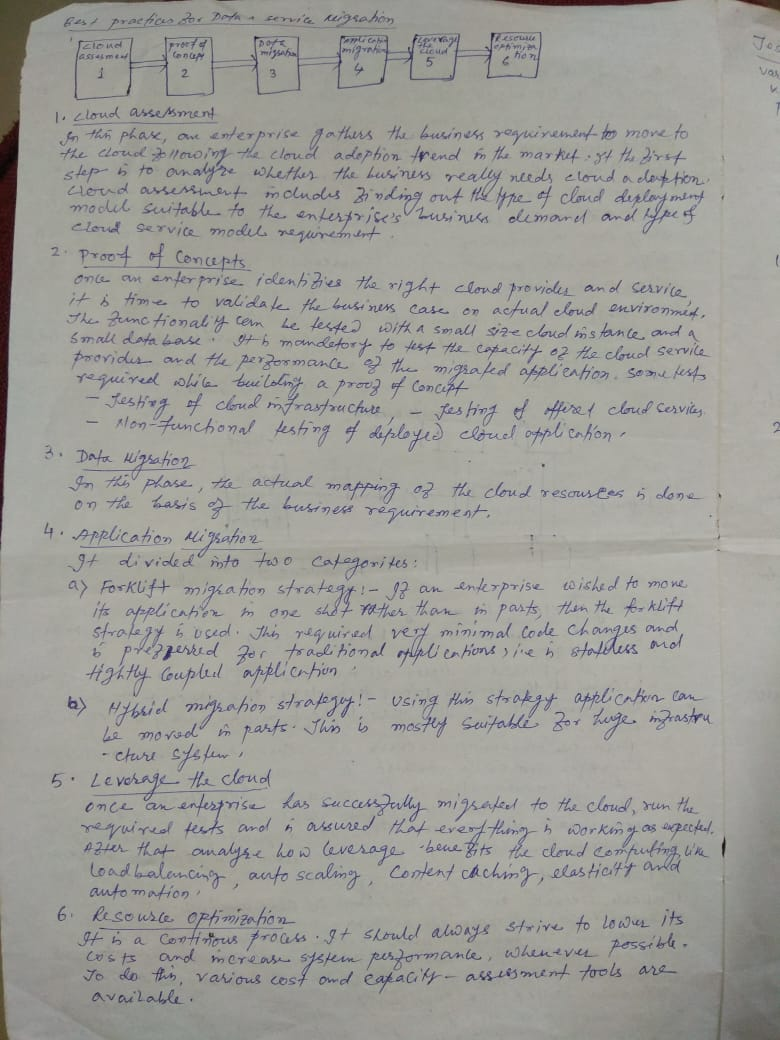 Best practices for Data & service Migration
cloud assesment 1
proof of concept 2
Data migration 3
Application migration 4
Leverage the cloud 5
Resource optimization 6
1. Cloud assessment
In this phase, an enterprise gathers the business requirement to move to
the cloud following the cloud adoption trend in the market. It the first
step is to analyze whether the business really needs cloud adoption.
Cloud assessment includes finding out the type of cloud deployment
model suitable to the enterprise's business demand and type of
cloud service model requirement.
2. Proof of Concepts
once an enterprise identifies the right cloud provider and service,
it is time to validate the business case on actual cloud environment.
The functionality can be tested with a small size cloud instance and a
small database. It is mandetory to test the capacity of the cloud service
provider and the performance of the migrated application. Some tests
required while building a proof of concept
- Testing of cloud infrastructure, - Testing of offered cloud services
- Non-functional testing of deployed cloud application.
3. Data Migration
In this phase, the actual mapping of the cloud resources is done
on the basis of the business requirement.
4. Application Migration
It divided into two categorites:
a) Forklift migration strategy:- If an enterprise wished to move
its application in one shot rather than in parts, then the forklift
strategy is used. This required very minimal code changes and
is preferred for traditional applications, i.e is stateless and
tightly coupled application.
b) Hybrid migration strategy:- Using this strategy application can
be moved in parts. This is mostly suitable for huge infrastru
-cture system.
5. Leverage the cloud
once an enterprise has successfully migrated to the cloud, run the
required tests and is assured that everything is working as expected.
After that analyze how leverage benefits the cloud computing, like
Load balancing, auto scaling, content caching, elasticity and
automation.
6. Resource Optimization
It is a continous process. It should always strive to lower its
costs and increase system performance, whenever possible.
To do this, various cost and capacity-assessment tools are
available.